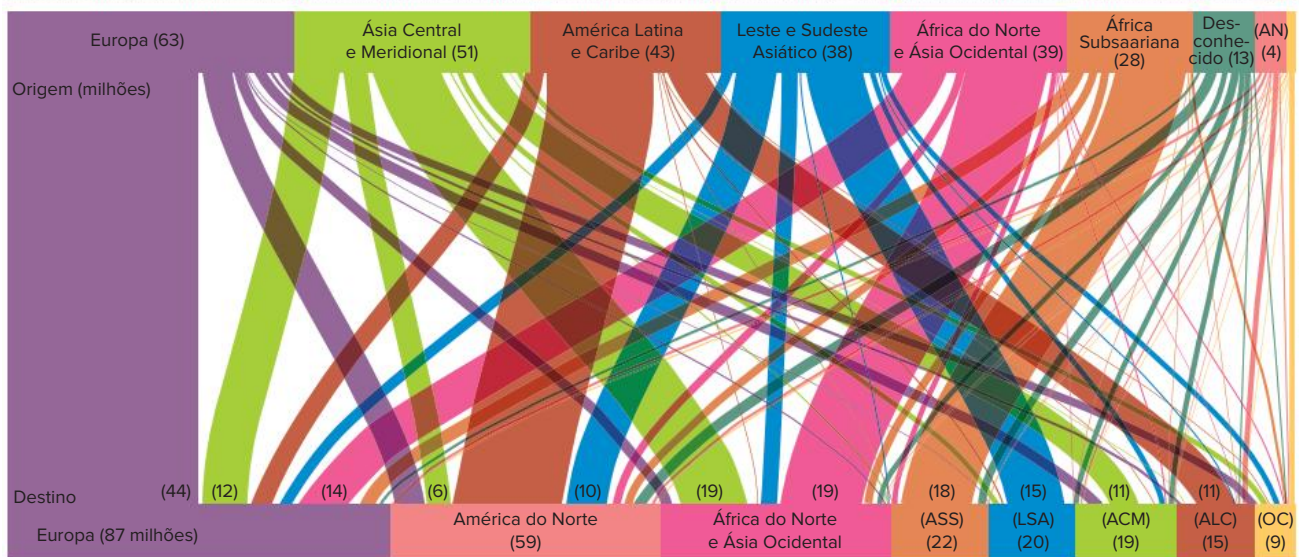 Europa (63)
Ásia Central
e Meridional (51)
América Latina
e Caribe (43)
Leste e Sudeste
Asiático (38)
África do Norte
e Ásia Ocidental (39)
África
Subsaariana
(28)
Des-
conhe-
cido (13)
(AN)
(4)
Origem (milhões)
Destino
(44)
(12)
(14)
(6)
(10)
(19)
(19)
(18)
(15)
(11)
(11)
Europa (87 milhões)
América do Norte
(59)
África do Norte
e Ásia Ocidental
(ASS)
(22)
(LSA)
(20)
(ACM)
(19)
(ALC)
(15)
(OC)
(9)